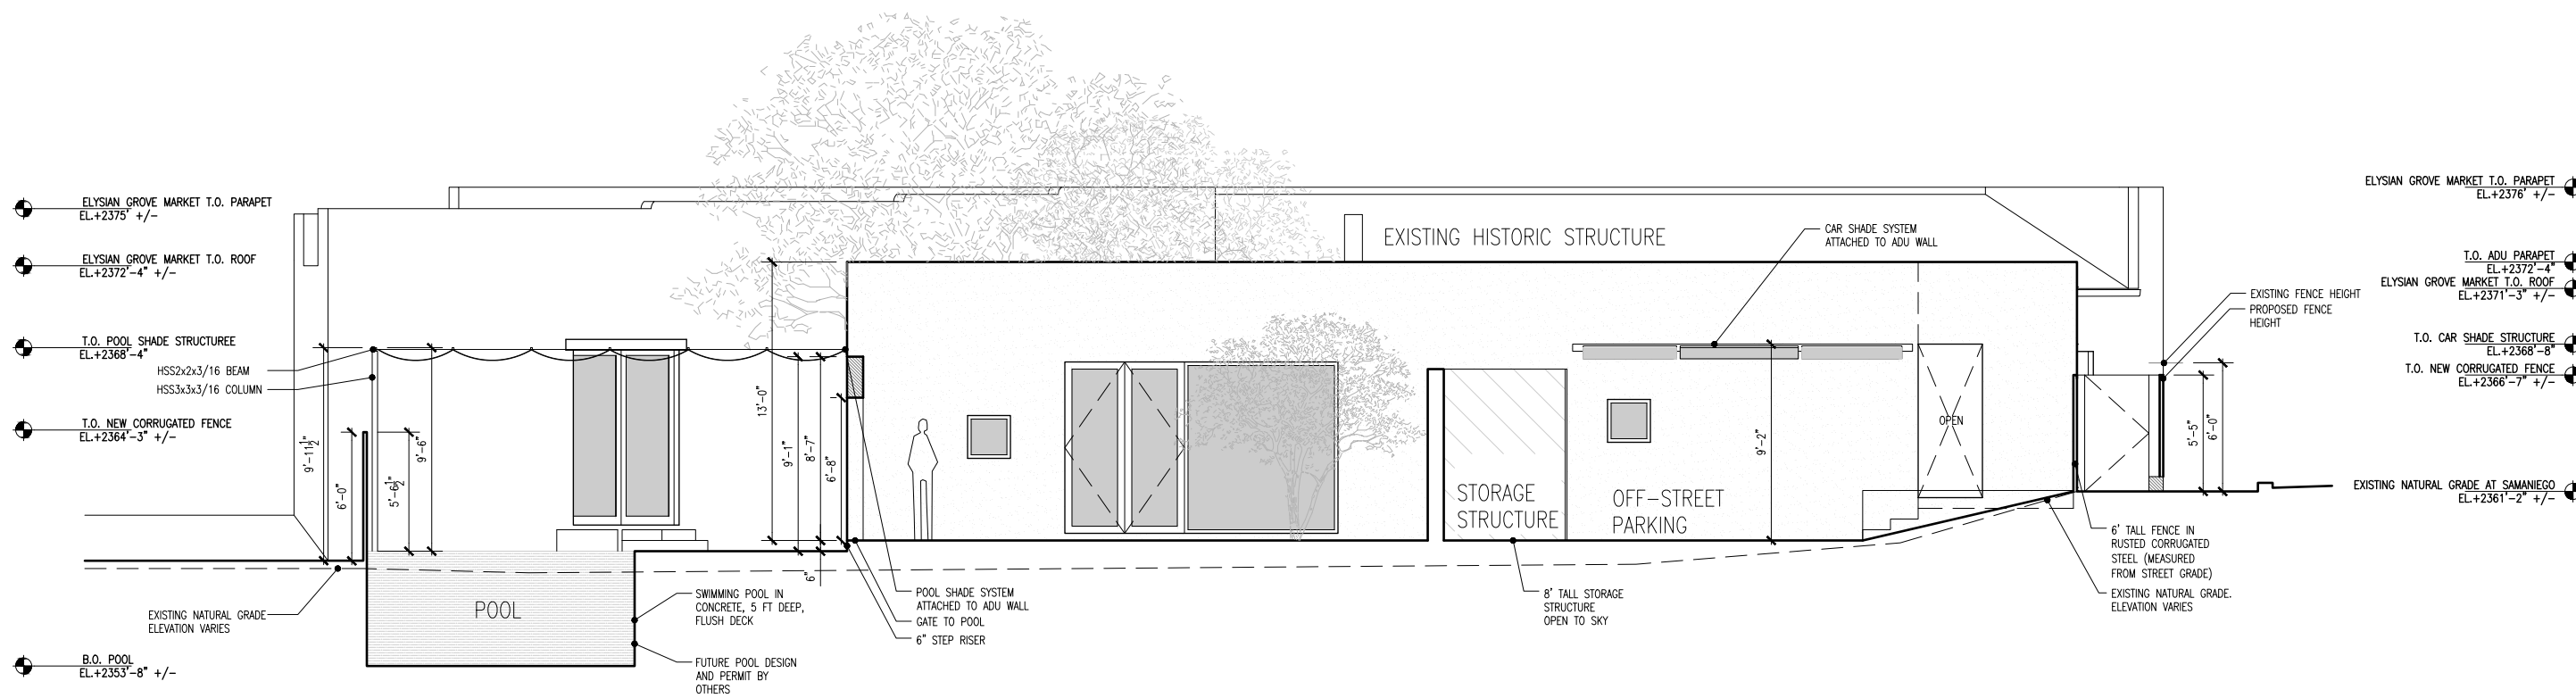 ELYSIAN GROVE MARKET T.O. PARAPET
EL.+2375' +/-
ELYSIAN GROVE MARKET T.O. ROOF
EL.+2372'-4" +/-
T.O. POOL SHADE STRUCTUREE
EL.+2368'-4"
HSS2x2x3/16 BEAM
HSS3x3x3/16 COLUMN
T.O. NEW CORRUGATED FENCE
EL.+2364'-3" +/-
EXISTING NATURAL GRADE
ELEVATION VARIES
B.O. POOL
EL.+2353'-8" +/-
9'-11 1/2"
6'-0"
5'-6 1/2"
9'-6"
POOL
SWIMMING POOL IN
CONCRETE, 5 FT DEEP,
FLUSH DECK
FUTURE POOL DESIGN
AND PERMIT BY
OTHERS
13'-0"
9'-1"
8'-7"
6'-8"
6"
POOL SHADE SYSTEM
ATTACHED TO ADU WALL
GATE TO POOL
6" STEP RISER
EXISTING HISTORIC STRUCTURE
CAR SHADE SYSTEM
ATTACHED TO ADU WALL
STORAGE
STRUCTURE
OFF-STREET
PARKING
9'-2"
OPEN
8' TALL STORAGE
STRUCTURE
OPEN TO SKY
6' TALL FENCE IN
RUSTED CORRUGATED
STEEL (MEASURED
FROM STREET GRADE)
EXISTING NATURAL GRADE.
ELEVATION VARIES
5'-5"
6'-0"
EXISTING FENCE HEIGHT
PROPOSED FENCE
HEIGHT
ELYSIAN GROVE MARKET T.O. PARAPET
EL.+2376' +/-
T.O. ADU PARAPET
EL.+2372'-4"
ELYSIAN GROVE MARKET T.O. ROOF
EL.+2371'-3" +/-
T.O. CAR SHADE STRUCTURE
EL.+2368'-8"
T.O. NEW CORRUGATED FENCE
EL.+2366'-7" +/-
EXISTING NATURAL GRADE AT SAMANIEGO
EL.+2361'-2" +/-